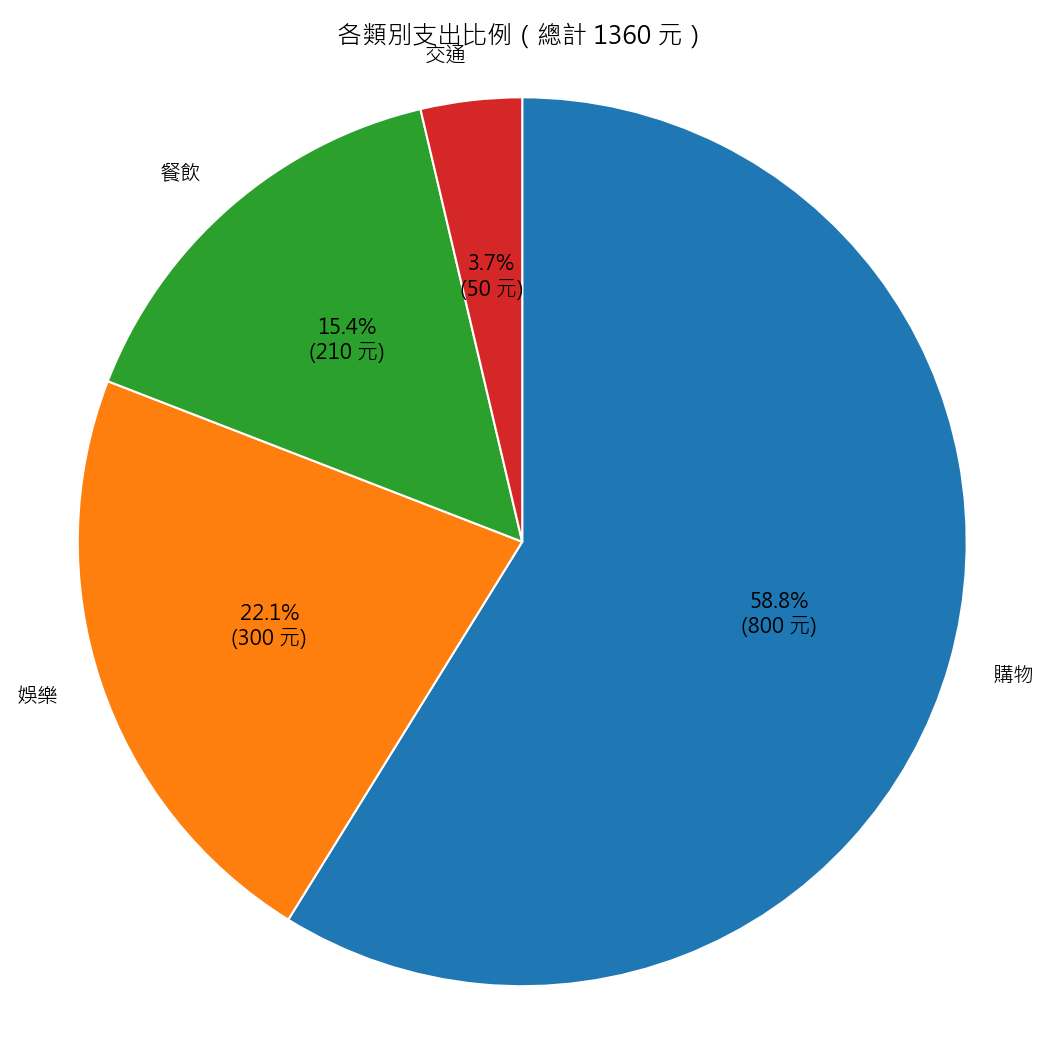 各類別支出比例（總計 1360 元）
交通
餐飲
3.7%
(50 元)
15.4%
(210 元)
58.8%
(800 元)
22.1%
(300 元)
購物
娛樂